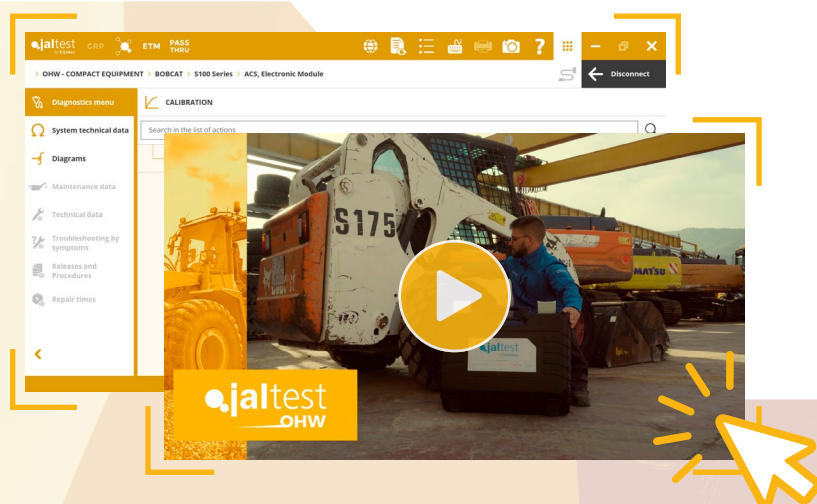 jaltest GRP ETM PASS THRU ?
> OHW - COMPACT EQUIPMENT > BOBCAT > S100 Series > ACS, Electronic Module
Disconnect
Diagnostics menu
CALIBRATION
System technical data
Search in the list of actions
Diagrams
Maintenance data
Technical data
Troubleshooting by
symptoms
Releases and
Procedures
Repair times
S175
MATSU
jaltest
jaltest
OHW